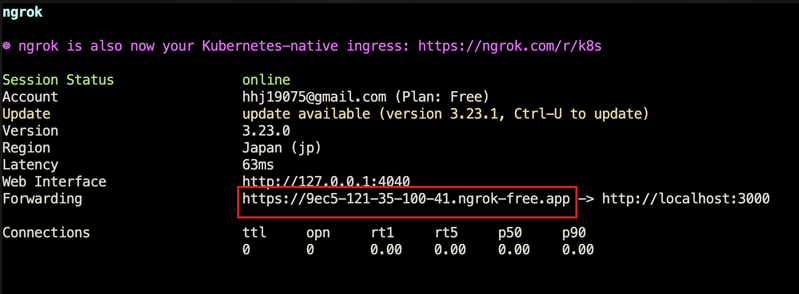 ngrok
ngrok is also now your Kubernetes-native ingress: https://ngrok.com/r/k8s
Session Status online
Account hhj19075@gmail.com (Plan: Free)
Update update available (version 3.23.1, Ctrl-U to update)
Version 3.23.0
Region Japan (jp)
Latency 63ms
Web Interface http://127.0.0.1:4040
Forwarding https://9ec5-121-35-100-41.ngrok-free.app -> http://localhost:3000
Connections ttl opn rt1 rt5 p50 p90
0 0 0.00 0.00 0.00 0.00